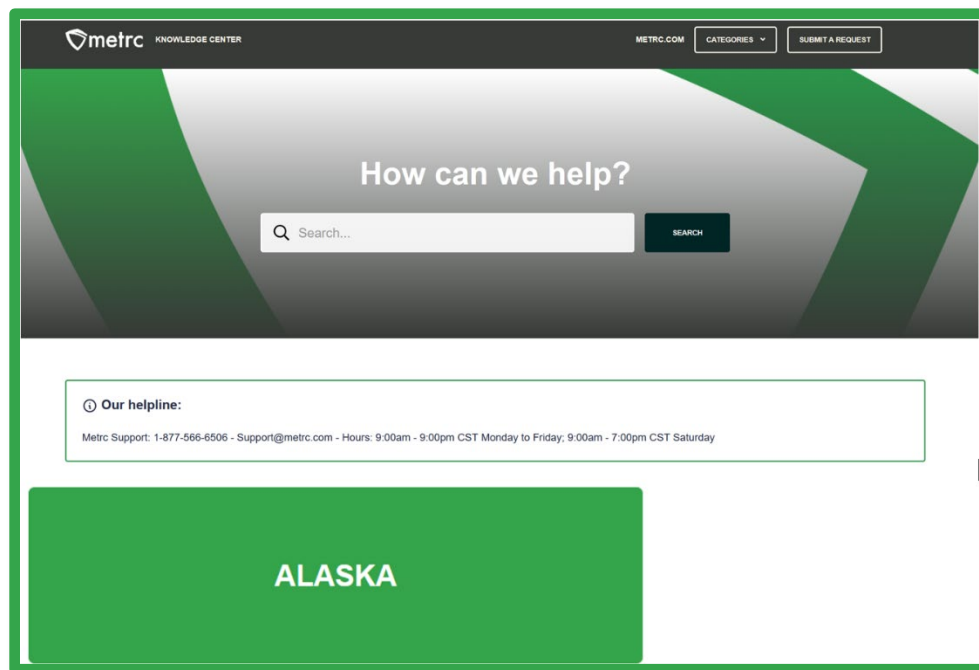 metrc KNOWLEDGE CENTER METRC.COM CATEGORIES SUBMIT A REQUEST
How can we help?
Search... SEARCH
Our helpline:
Metrc Support: 1-877-566-6506 - Support@metrc.com - Hours: 9:00am - 9:00pm CST Monday to Friday; 9:00am - 7:00pm CST Saturday
ALASKA